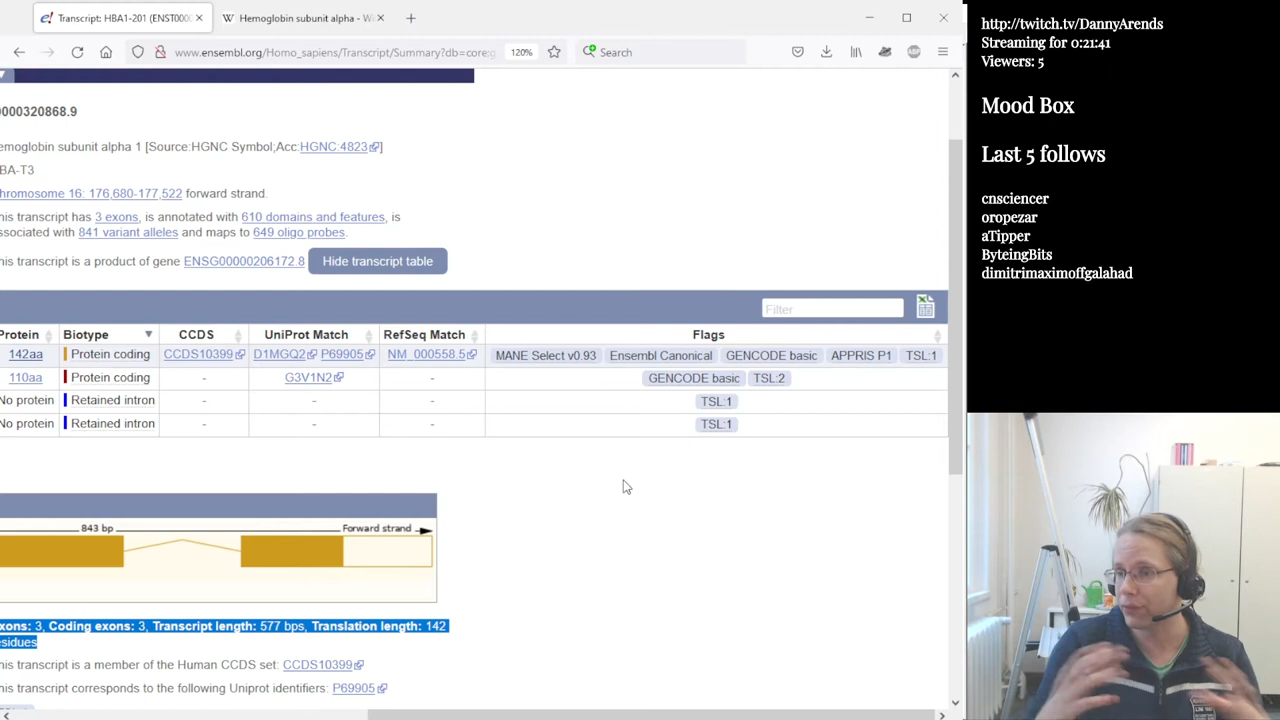 Transcript: HBA1-201 (ENST0000
Hemoglobin subunit alpha - Wi
www.ensembl.org/Homo_sapiens/Transcript/Summary?db=core;g
120%
Search
0000320868.9
emoglobin subunit alpha 1 [Source:HGNC Symbol;Acc:HGNC:4823]
BA-T3
hromosome 16: 176,680-177,522 forward strand.
his transcript has 3 exons, is annotated with 610 domains and features, is
ssociated with 841 variant alleles and maps to 649 oligo probes.
his transcript is a product of gene ENSG00000206172.8 Hide transcript table
Filter
Protein Biotype CCDS UniProt Match RefSeq Match Flags
142aa Protein coding CCDS10399 D1MGQ2 P69905 NM_000558.5 MANE Select v0.93 Ensembl Canonical GENCODE basic APPRIS P1 TSL:1
110aa Protein coding - G3V1N2 - GENCODE basic TSL:2
No protein Retained intron - - - TSL:1
No protein Retained intron - - - TSL:1
843 bp Forward strand
xons: 3, Coding exons: 3, Transcript length: 577 bps, Translation length: 142
esidues
his transcript is a member of the Human CCDS set: CCDS10399
his transcript corresponds to the following Uniprot identifiers: P69905
http://twitch.tv/DannyArends
Streaming for 0:21:41
Viewers: 5
Mood Box
Last 5 follows
cnsciencer
oropezar
aTipper
ByteingBits
dimitrimaximoffgalahad